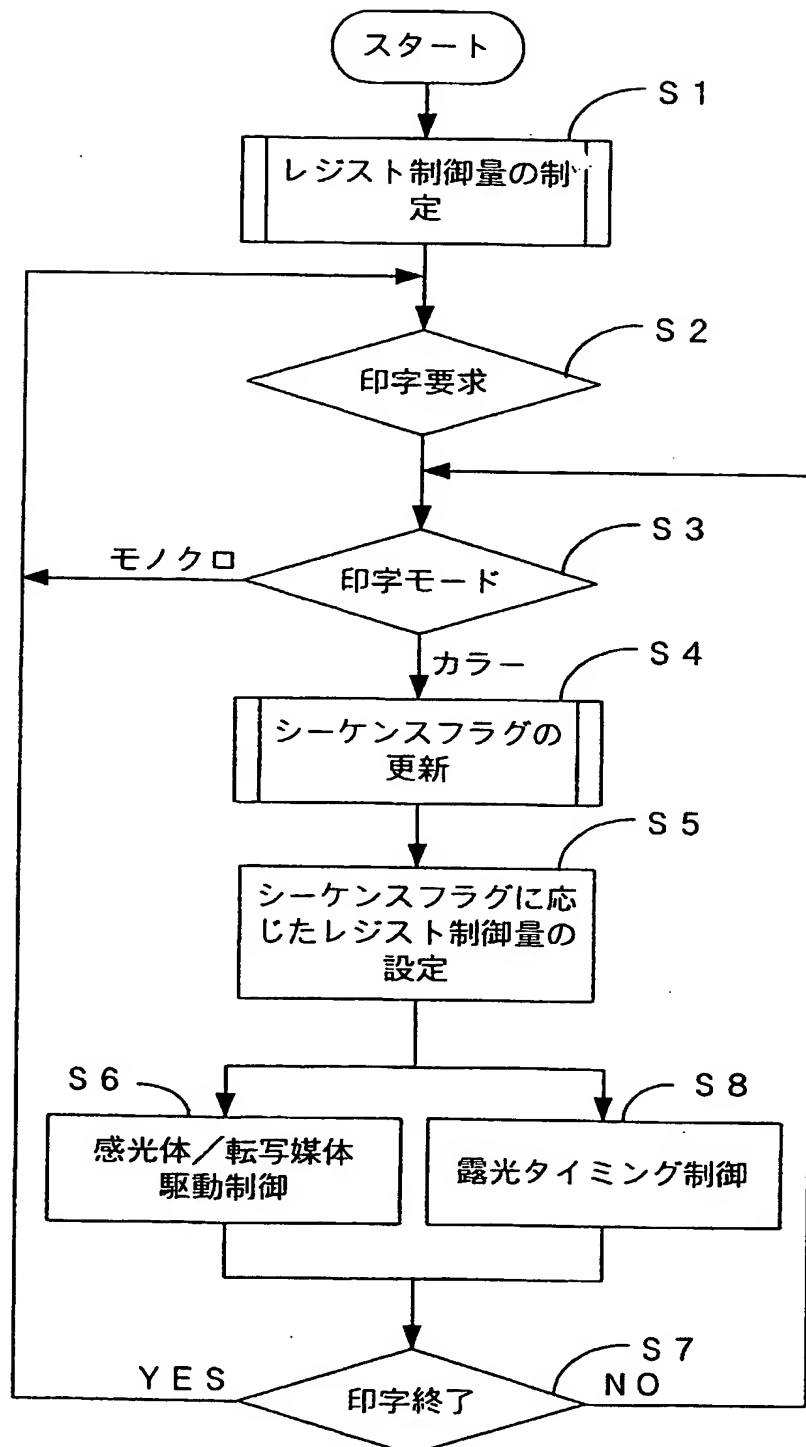 スタート
S1
レジスト制御量の制
定
S2
印字要求
S3
モノクロ
印字モード
カラー
S4
シーケンスフラグの
更新
S5
シーケンスフラグに応
じたレジスト制御量の
設定
S6
感光体／転写媒体
駆動制御
S8
露光タイミング制御
S7
YES
印字終了
NO